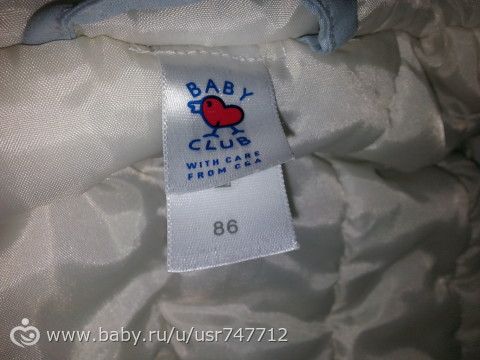 BABY
CLUB
WITH CARE
FROM C&A
86
www.baby.ru/u/usr747712